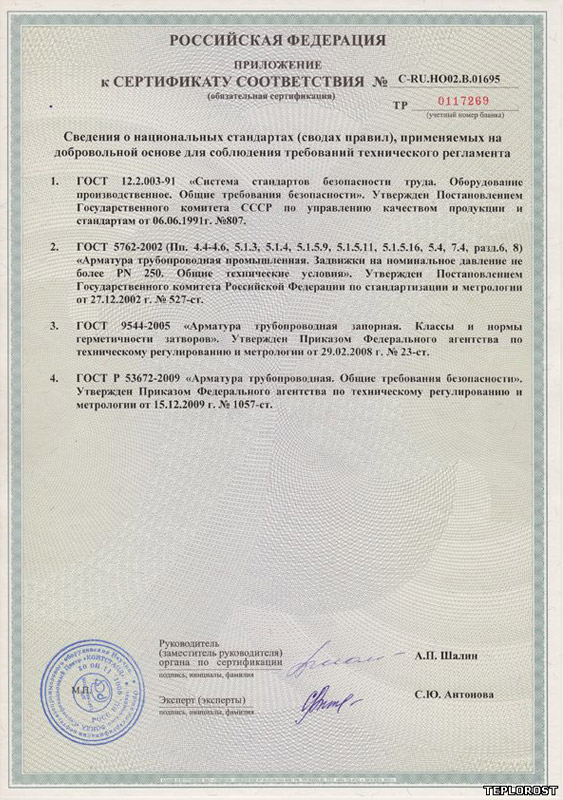 РОССИЙСКАЯ ФЕДЕРАЦИЯ
ПРИЛОЖЕНИЕ
к СЕРТИФИКАТУ СООТВЕТСТВИЯ № C-RU.HO02.B.01695
(обязательная сертификация)
ТР 0117269
(учетный номер бланка)
Сведения о национальных стандартах (сводах правил), применяемых на
добровольной основе для соблюдения требований технического регламента
1. ГОСТ 12.2.003-91 «Система стандартов безопасности труда. Оборудование
производственное. Общие требования безопасности». Утвержден Постановлением
Государственного комитета СССР по управлению качеством продукции и
стандартам от 06.06.1991г. №807.
2. ГОСТ 5762-2002 (Пп. 4.4-4.6, 5.1.3, 5.1.4, 5.1.5.9, 5.1.5.11, 5.1.5.16, 5.4, 7.4, разд.6, 8)
«Арматура трубопроводная промышленная. Задвижки на номинальное давление не
более PN 250. Общие технические условия». Утвержден Постановлением
Государственного комитета Российской Федерации по стандартизации и метрологии
от 27.12.2002 г. № 527-ст.
3. ГОСТ 9544-2005 «Арматура трубопроводная запорная. Классы и нормы
герметичности затворов». Утвержден Приказом Федерального агентства по
техническому регулированию и метрологии от 29.02.2008 г. № 23-ст.
4. ГОСТ Р 53672-2009 «Арматура трубопроводная. Общие требования безопасности».
Утвержден Приказом Федерального агентства по техническому регулированию и
метрологии от 15.12.2009 г. № 1057-ст.
Руководитель
(заместитель руководителя)
органа по сертификации
подпись, инициалы, фамилия
А.П. Шалин
М.П.
Эксперт (эксперты)
подпись, инициалы, фамилия
С.Ю. Антонова
TEPLOROST